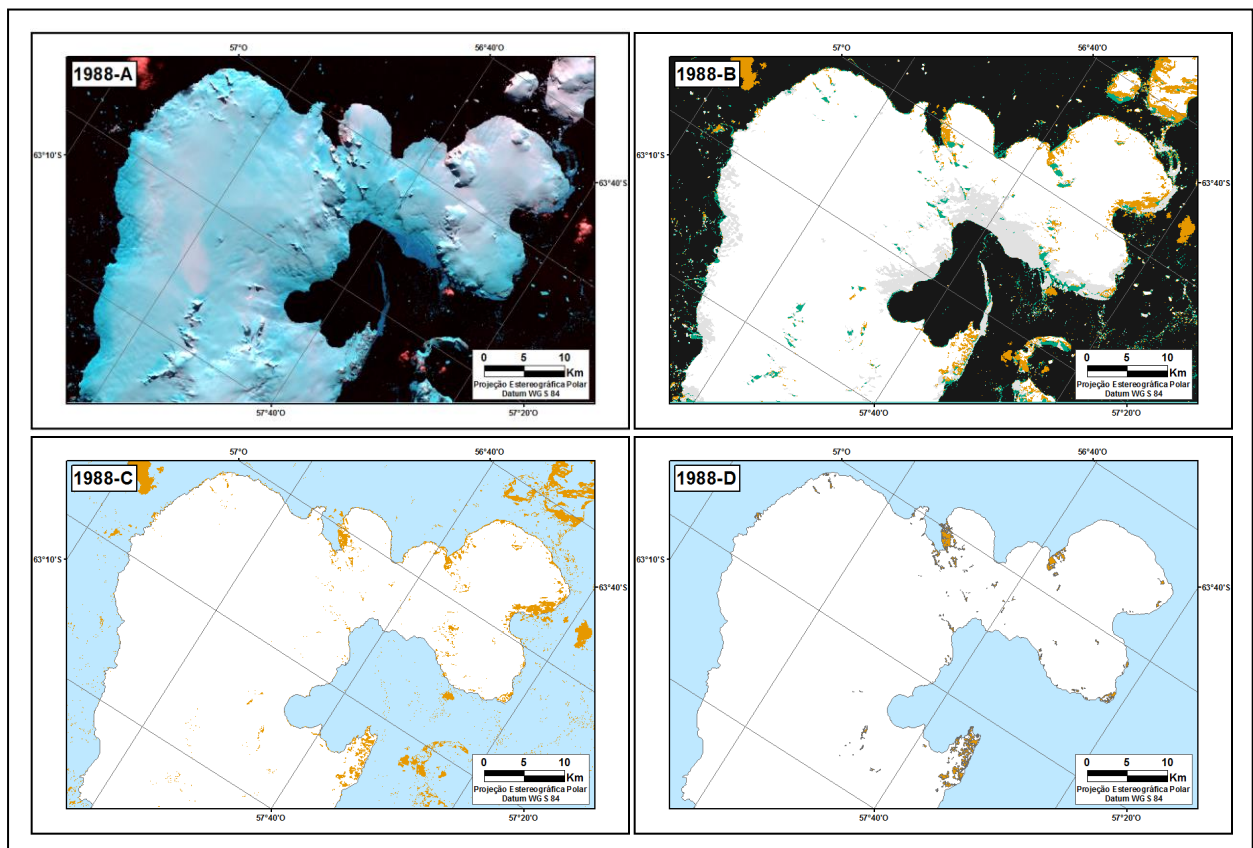 57°O 56°40'O
1988-A
63°10'S
63°40'S
0 5 10
Km
Projeção Estereográfica Polar
Datum WG S 84
57°40'O 57°20'O
57°O 56°40'O
1988-B
63°10'S
63°40'S
0 5 10
Km
Projeção Estereográfica Polar
Datum WG S 84
57°40'O 57°20'O
57°O 56°40'O
1988-C
63°10'S
63°40'S
0 5 10
Km
Projeção Estereográfica Polar
Datum WG S 84
57°40'O 57°20'O
57°O 56°40'O
1988-D
63°10'S
63°40'S
0 5 10
Km
Projeção Estereográfica Polar
Datum WG S 84
57°40'O 57°20'O